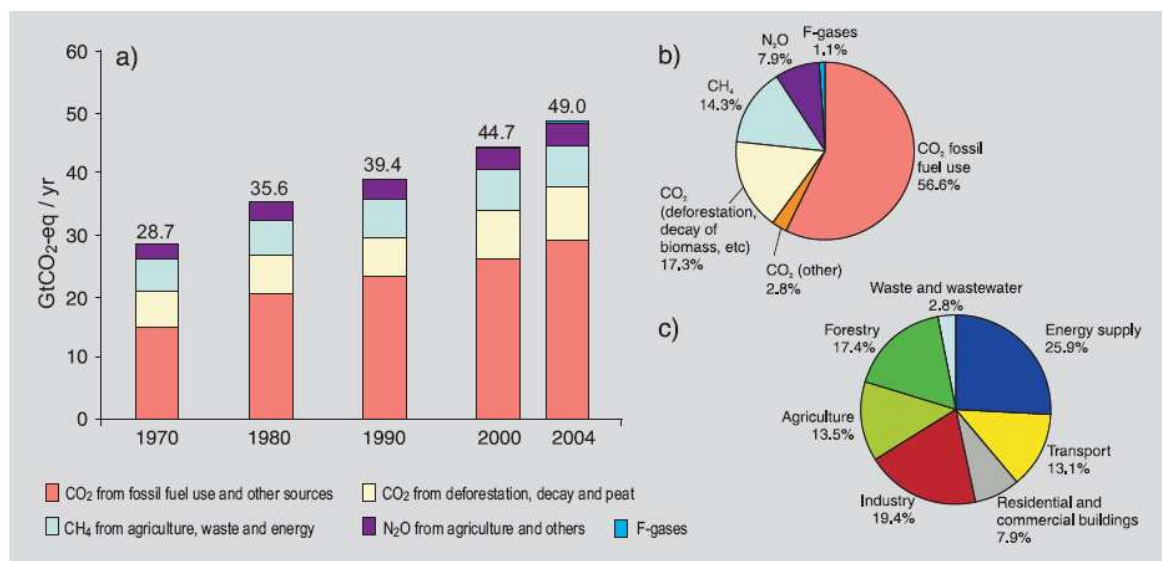 a)
60
50
40
30
20
10
0
GtCO₂-eq / yr
28.7
35.6
39.4
44.7
49.0
1970
1980
1990
2000
2004
CO₂ from fossil fuel use and other sources
CO₂ from deforestation, decay and peat
CH₄ from agriculture, waste and energy
N₂O from agriculture and others
F-gases
b)
F-gases
1.1%
N₂O
7.9%
CH₄
14.3%
CO₂ fossil
fuel use
56.6%
CO₂
(deforestation,
decay of
biomass, etc)
17.3%
CO₂ (other)
2.8%
c)
Waste and wastewater
2.8%
Forestry
17.4%
Energy supply
25.9%
Agriculture
13.5%
Transport
13.1%
Industry
19.4%
Residential and
commercial buildings
7.9%